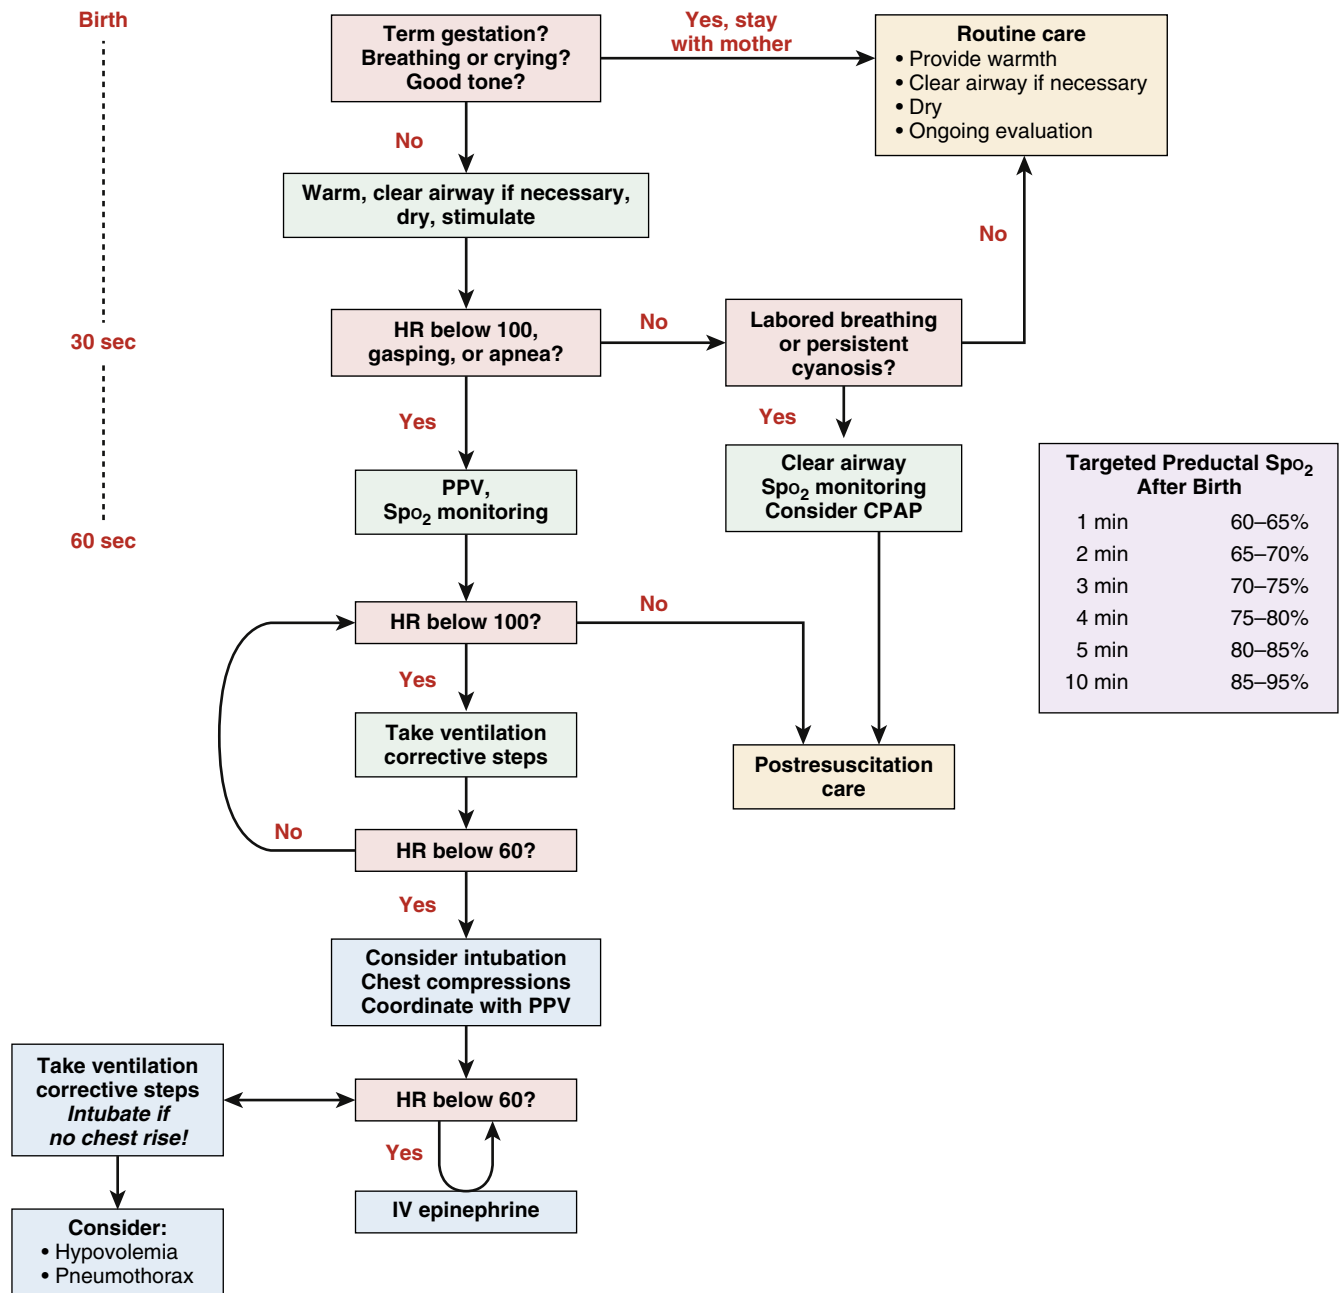 Birth
30 sec
60 sec
Term gestation?
Breathing or crying?
Good tone?
Yes, stay
with mother
Routine care
• Provide warmth
• Clear airway if necessary
• Dry
• Ongoing evaluation
No
Warm, clear airway if necessary,
dry, stimulate
HR below 100,
gasping, or apnea?
No
Labored breathing
or persistent
cyanosis?
No
Yes
Yes
PPV,
Spo₂ monitoring
Clear airway
Spo₂ monitoring
Consider CPAP
Targeted Preductal Spo₂
After Birth
1 min 60–65%
2 min 65–70%
3 min 70–75%
4 min 75–80%
5 min 80–85%
10 min 85–95%
HR below 100?
No
Yes
Take ventilation
corrective steps
Postresuscitation
care
HR below 60?
No
Yes
Consider intubation
Chest compressions
Coordinate with PPV
HR below 60?
Take ventilation
corrective steps
Intubate if
no chest rise!
Yes
IV epinephrine
Consider:
• Hypovolemia
• Pneumothorax